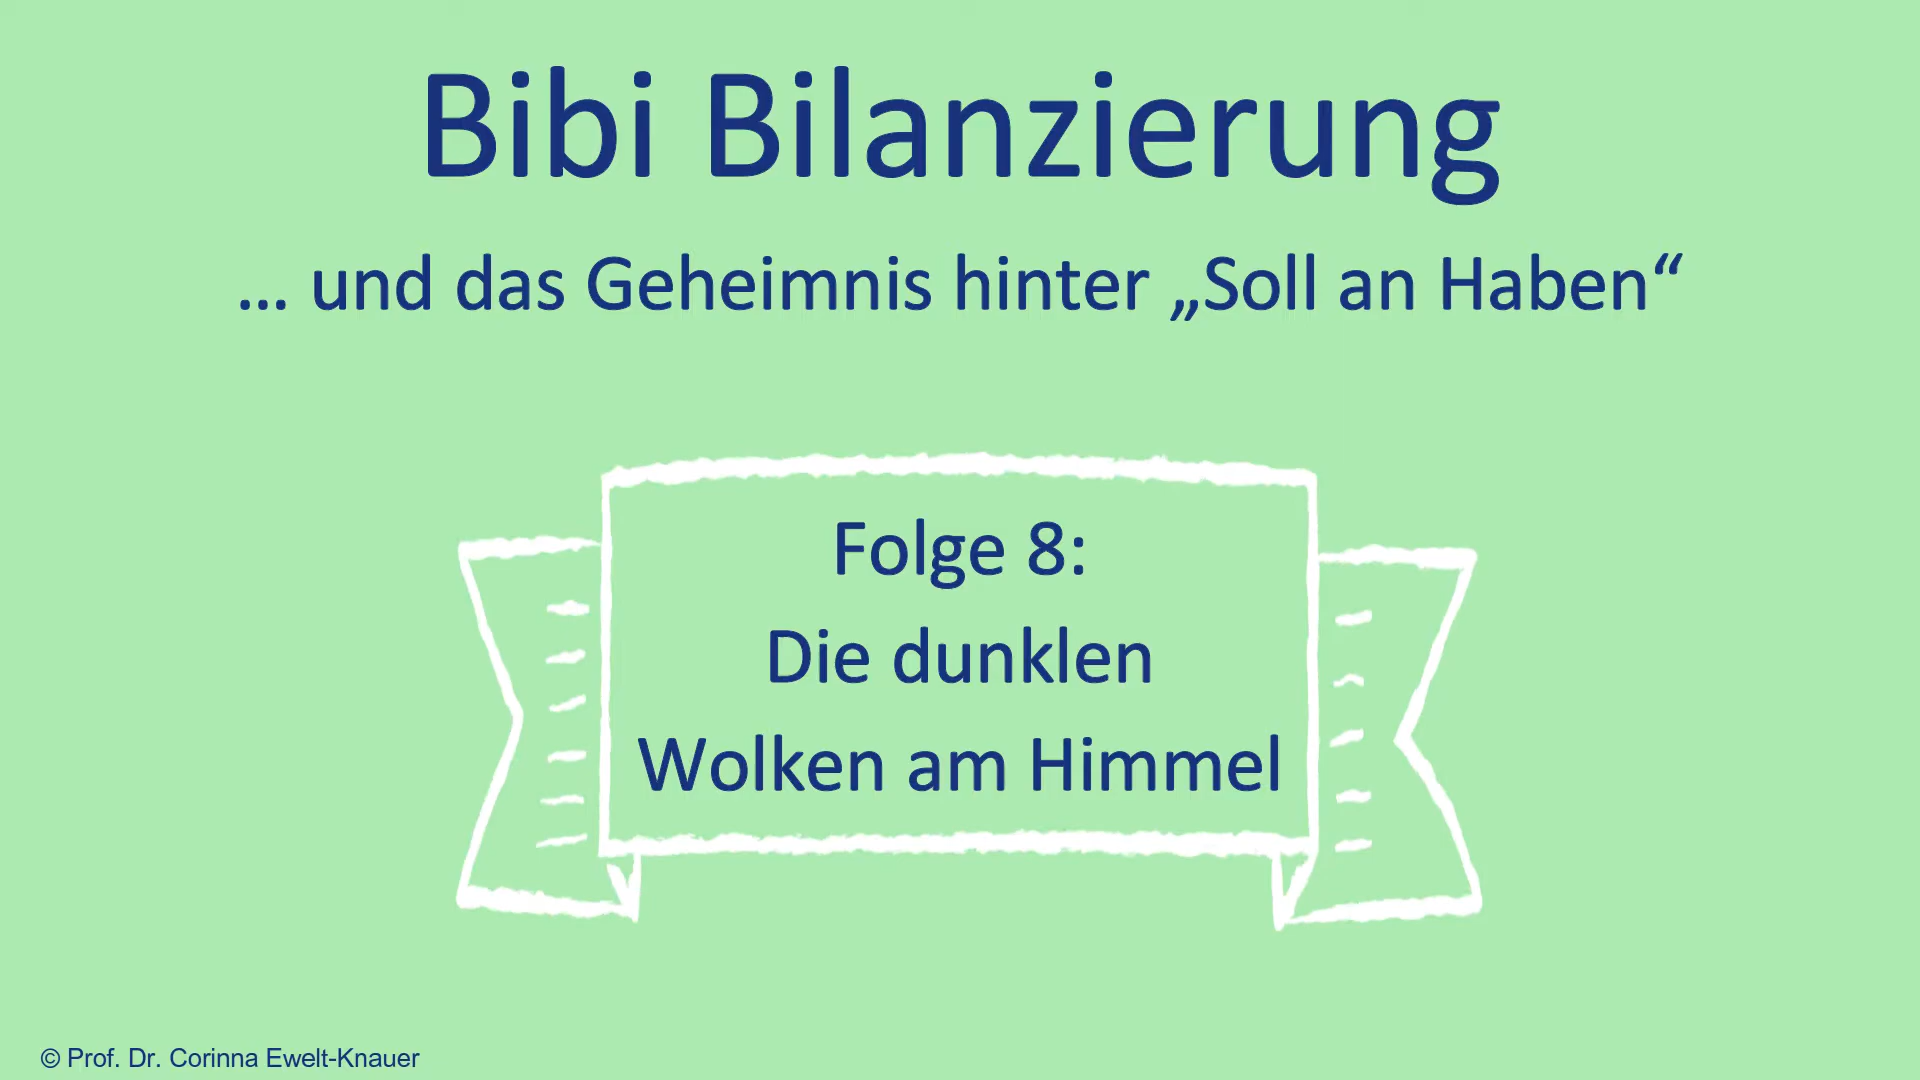 Bibi Bilanzierung
... und das Geheimnis hinter „Soll an Haben“
Folge 8:
Die dunklen
Wolken am Himmel
© Prof. Dr. Corinna Ewelt-Knauer